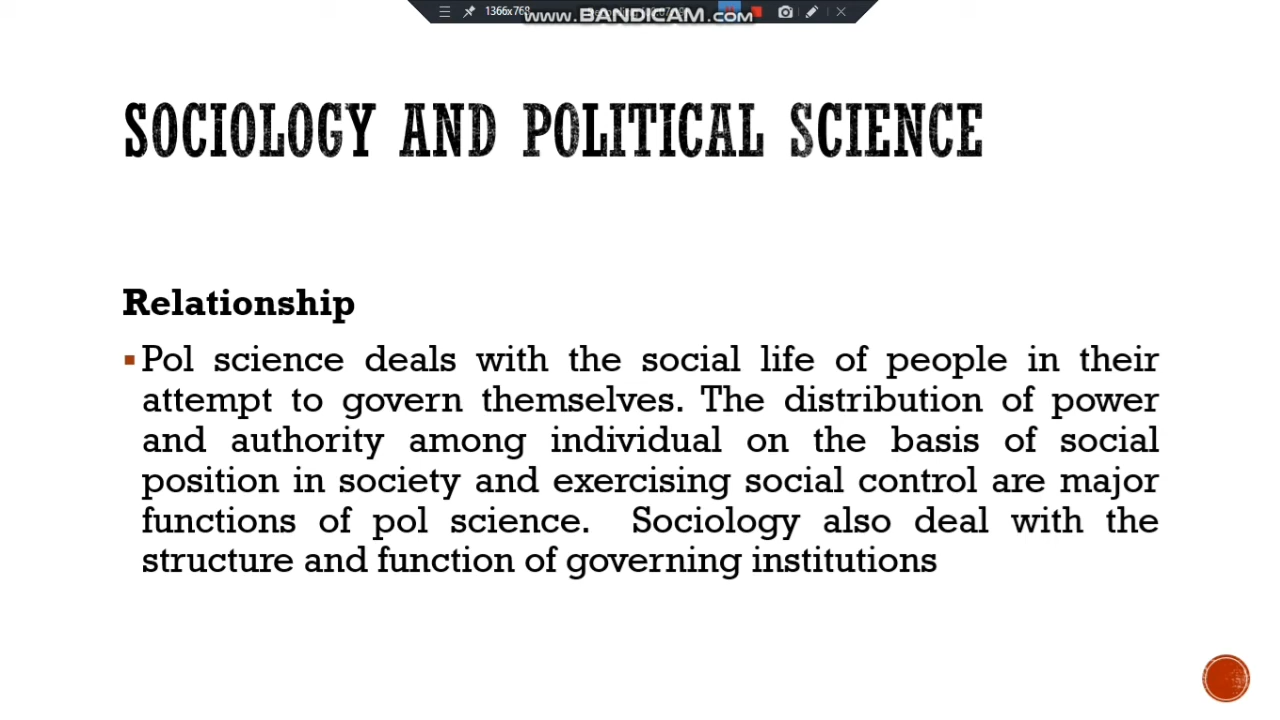 1366x768
www.BANDICAM.com
SOCIOLOGY AND POLITICAL SCIENCE
Relationship
▪Pol science deals with the social life of people in their
attempt to govern themselves. The distribution of power
and authority among individual on the basis of social
position in society and exercising social control are major
functions of pol science. Sociology also deal with the
structure and function of governing institutions